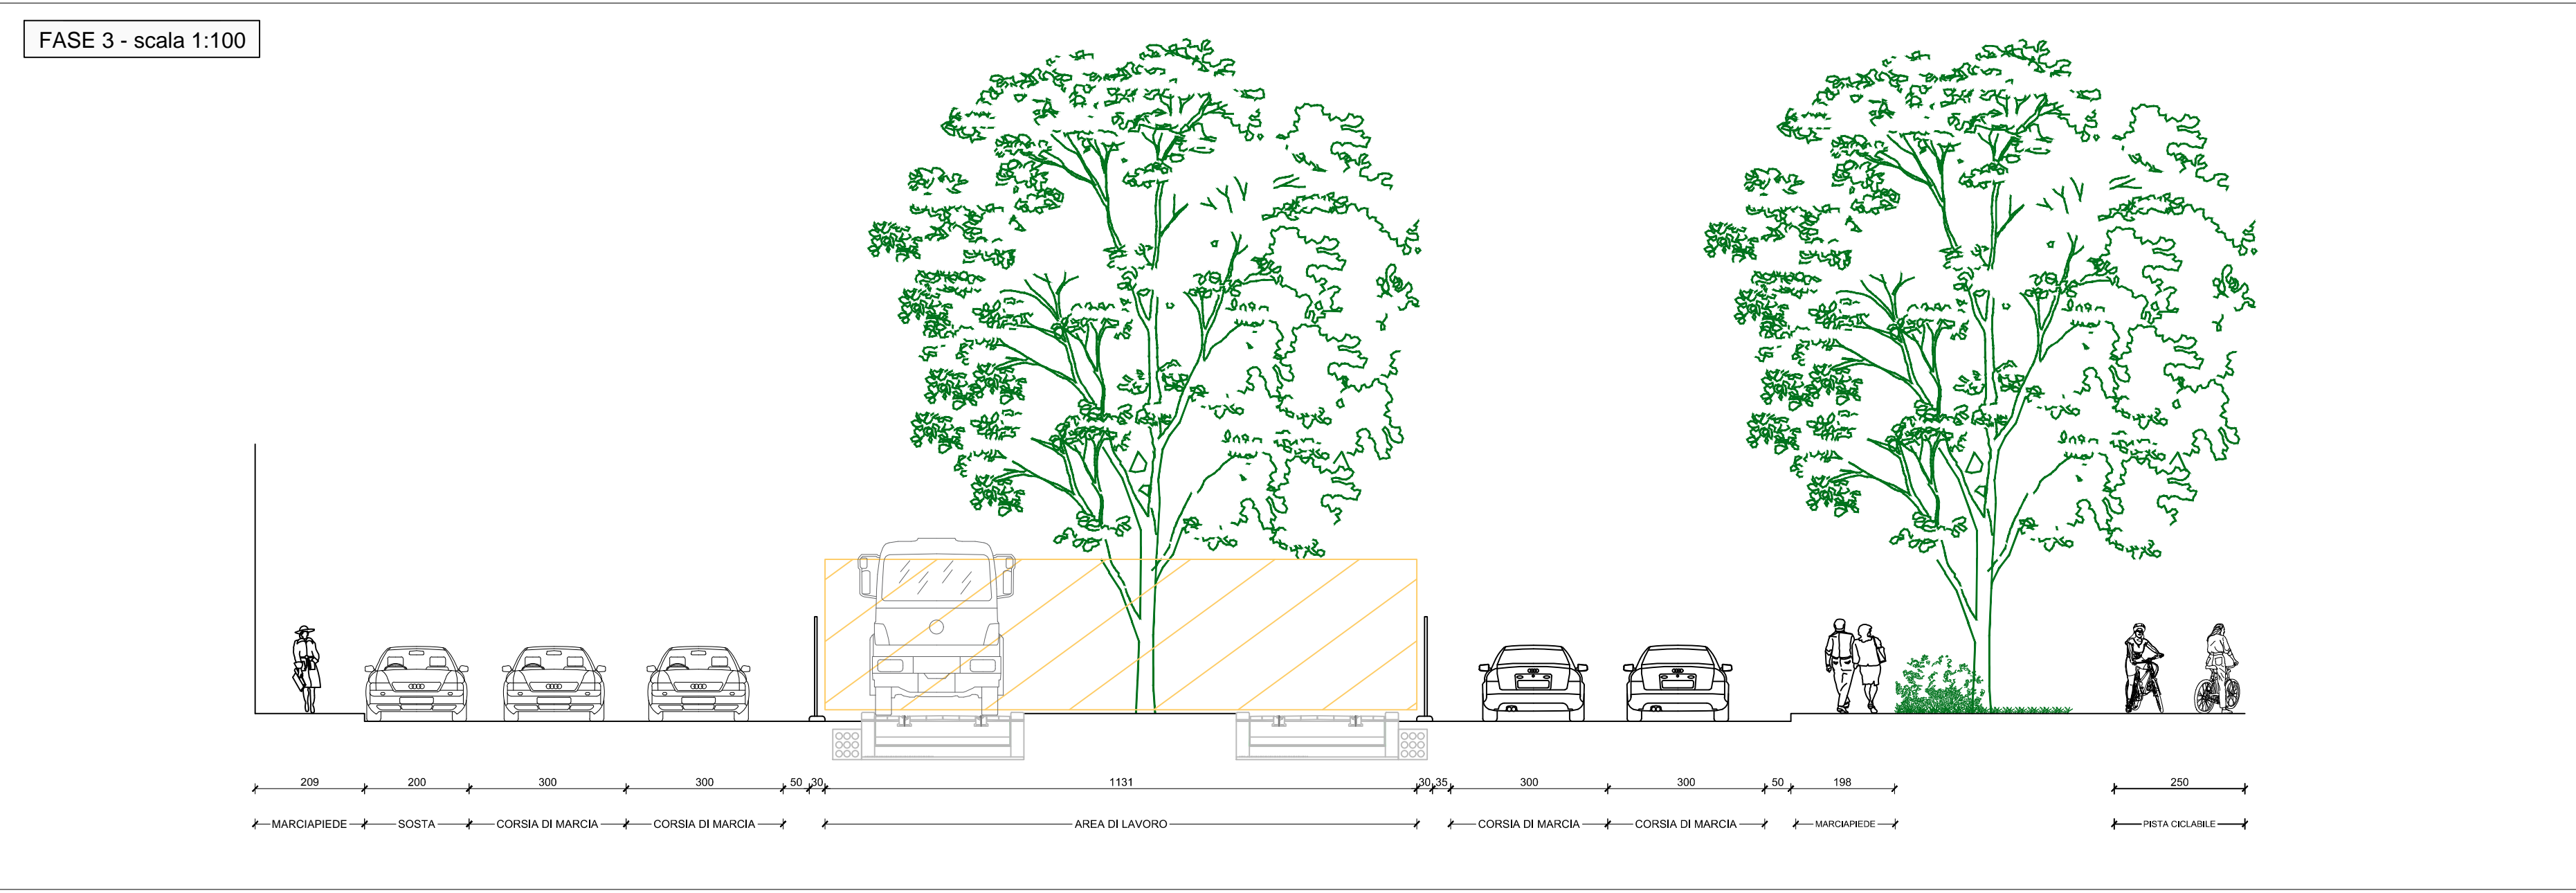 FASE 3 - scala 1:100
209 200 300 300 50 30 1131 30 35 300 300 50 198 250
MARCIAPIEDE SOSTA CORSIA DI MARCIA CORSIA DI MARCIA AREA DI LAVORO CORSIA DI MARCIA CORSIA DI MARCIA MARCIAPIEDE PISTA CICLABILE